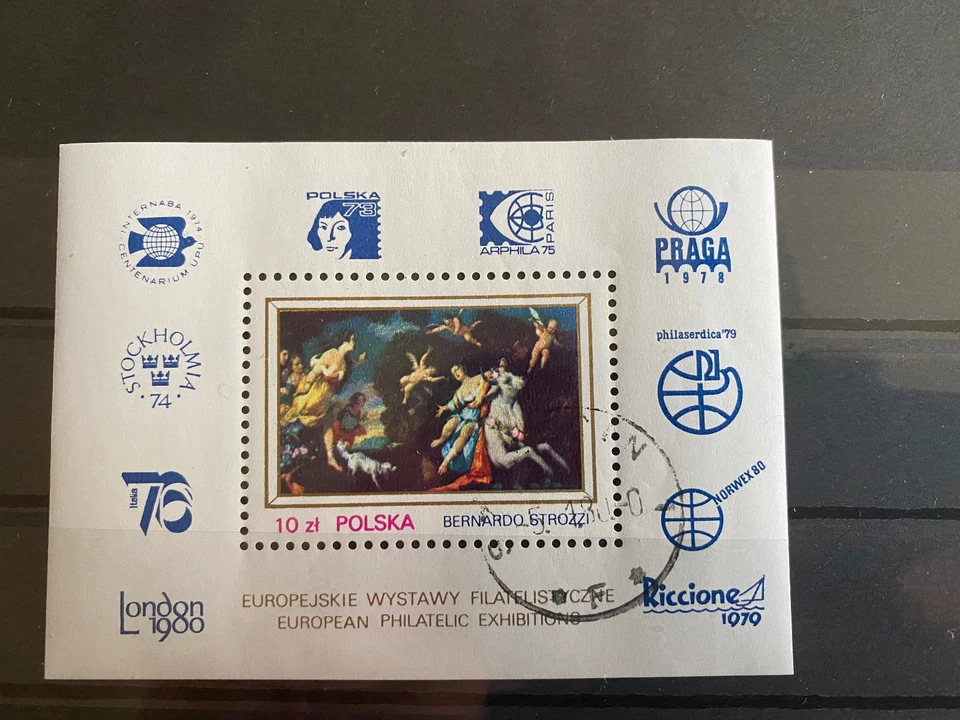 INTERNABA 1974
CENTENARIUM UPU
POLSKA
73
ARPHILA 75
PARIS
PRAGA
1978
STOCKHOLMIA
· 74 ·
philaserdica'79
Italia
76
NORWEX 80
10 zł POLSKA BERNARDO STROZZI
London
1980
EUROPEJSKIE WYSTAWY FILATELISTYCZNE
EUROPEAN PHILATELIC EXHIBITIONS
Riccione
1979